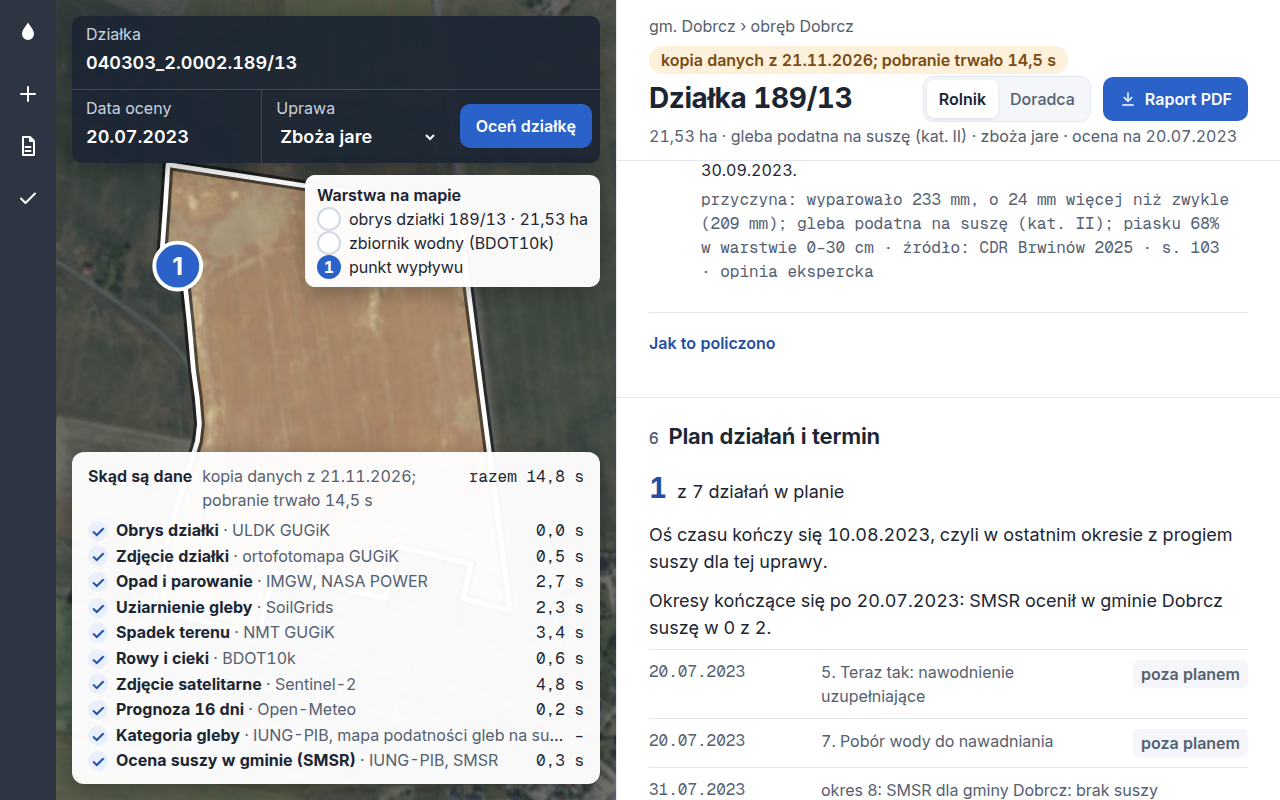 Działka
040303_2.0002.189/13
Data oceny
20.07.2023
Uprawa
Zboża jare
Oceń działkę
Warstwa na mapie
obrys działki 189/13 · 21,53 ha
zbiornik wodny (BDOT10k)
1 punkt wypływu
1
Skąd są dane kopia danych z 21.11.2026; razem 14,8 s
pobranie trwało 14,5 s
Obrys działki · ULDK GUGiK 0,0 s
Zdjęcie działki · ortofotomapa GUGiK 0,5 s
Opad i parowanie · IMGW, NASA POWER 2,7 s
Uziarnienie gleby · SoilGrids 2,3 s
Spadek terenu · NMT GUGiK 3,4 s
Rowy i cieki · BDOT10k 0,6 s
Zdjęcie satelitarne · Sentinel-2 4,8 s
Prognoza 16 dni · Open-Meteo 0,2 s
Kategoria gleby · IUNG-PIB, mapa podatności gleb na su... –
Ocena suszy w gminie (SMSR) · IUNG-PIB, SMSR 0,3 s
gm. Dobrcz › obręb Dobrcz
kopia danych z 21.11.2026; pobranie trwało 14,5 s
Działka 189/13
Rolnik Doradca
Raport PDF
21,53 ha · gleba podatna na suszę (kat. II) · zboża jare · ocena na 20.07.2023
30.09.2023.
przyczyna: wyparowało 233 mm, o 24 mm więcej niż zwykle
(209 mm); gleba podatna na suszę (kat. II); piasku 68%
w warstwie 0–30 cm · źródło: CDR Brwinów 2025 · s. 103
· opinia ekspercka
Jak to policzono
6 Plan działań i termin
1 z 7 działań w planie
Oś czasu kończy się 10.08.2023, czyli w ostatnim okresie z progiem
suszy dla tej uprawy.
Okresy kończące się po 20.07.2023: SMSR ocenił w gminie Dobrcz
suszę w 0 z 2.
20.07.2023 5. Teraz tak: nawodnienie poza planem
uzupełniające
20.07.2023 7. Pobór wody do nawadniania poza planem
31.07.2023 okres 8: SMSR dla gminy Dobrcz: brak suszy